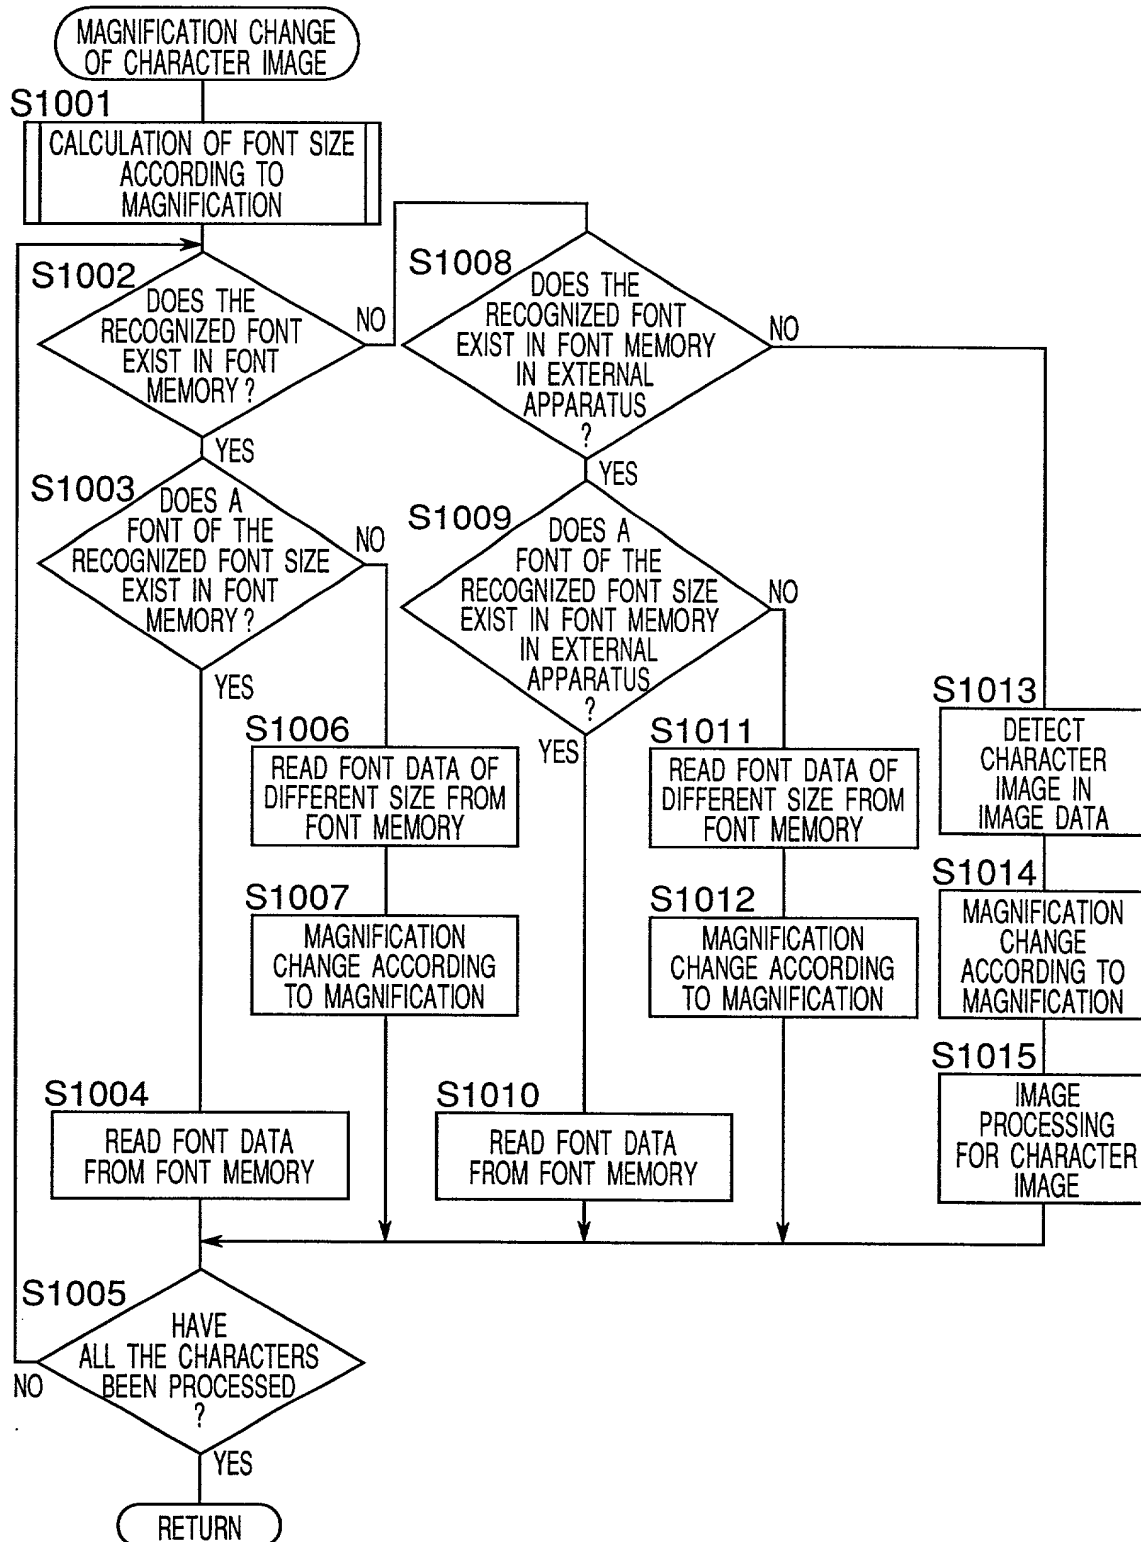 MAGNIFICATION CHANGE
OF CHARACTER IMAGE
S1001
CALCULATION OF FONT SIZE
ACCORDING TO
MAGNIFICATION
S1002
DOES THE
RECOGNIZED FONT
EXIST IN FONT
MEMORY?
NO
YES
S1003
DOES A
FONT OF THE
RECOGNIZED FONT SIZE
EXIST IN FONT
MEMORY?
NO
YES
S1008
DOES THE
RECOGNIZED FONT
EXIST IN FONT MEMORY
IN EXTERNAL
APPARATUS
?
NO
YES
S1009
DOES A
FONT OF THE
RECOGNIZED FONT SIZE
EXIST IN FONT MEMORY
IN EXTERNAL
APPARATUS
?
NO
YES
S1006
READ FONT DATA OF
DIFFERENT SIZE FROM
FONT MEMORY
S1007
MAGNIFICATION
CHANGE ACCORDING
TO MAGNIFICATION
S1011
READ FONT DATA OF
DIFFERENT SIZE FROM
FONT MEMORY
S1012
MAGNIFICATION
CHANGE ACCORDING
TO MAGNIFICATION
S1013
DETECT
CHARACTER
IMAGE IN
IMAGE DATA
S1014
MAGNIFICATION
CHANGE
ACCORDING TO
MAGNIFICATION
S1015
IMAGE
PROCESSING
FOR CHARACTER
IMAGE
S1004
READ FONT DATA
FROM FONT MEMORY
S1010
READ FONT DATA
FROM FONT MEMORY
S1005
HAVE
ALL THE CHARACTERS
BEEN PROCESSED
?
NO
YES
RETURN